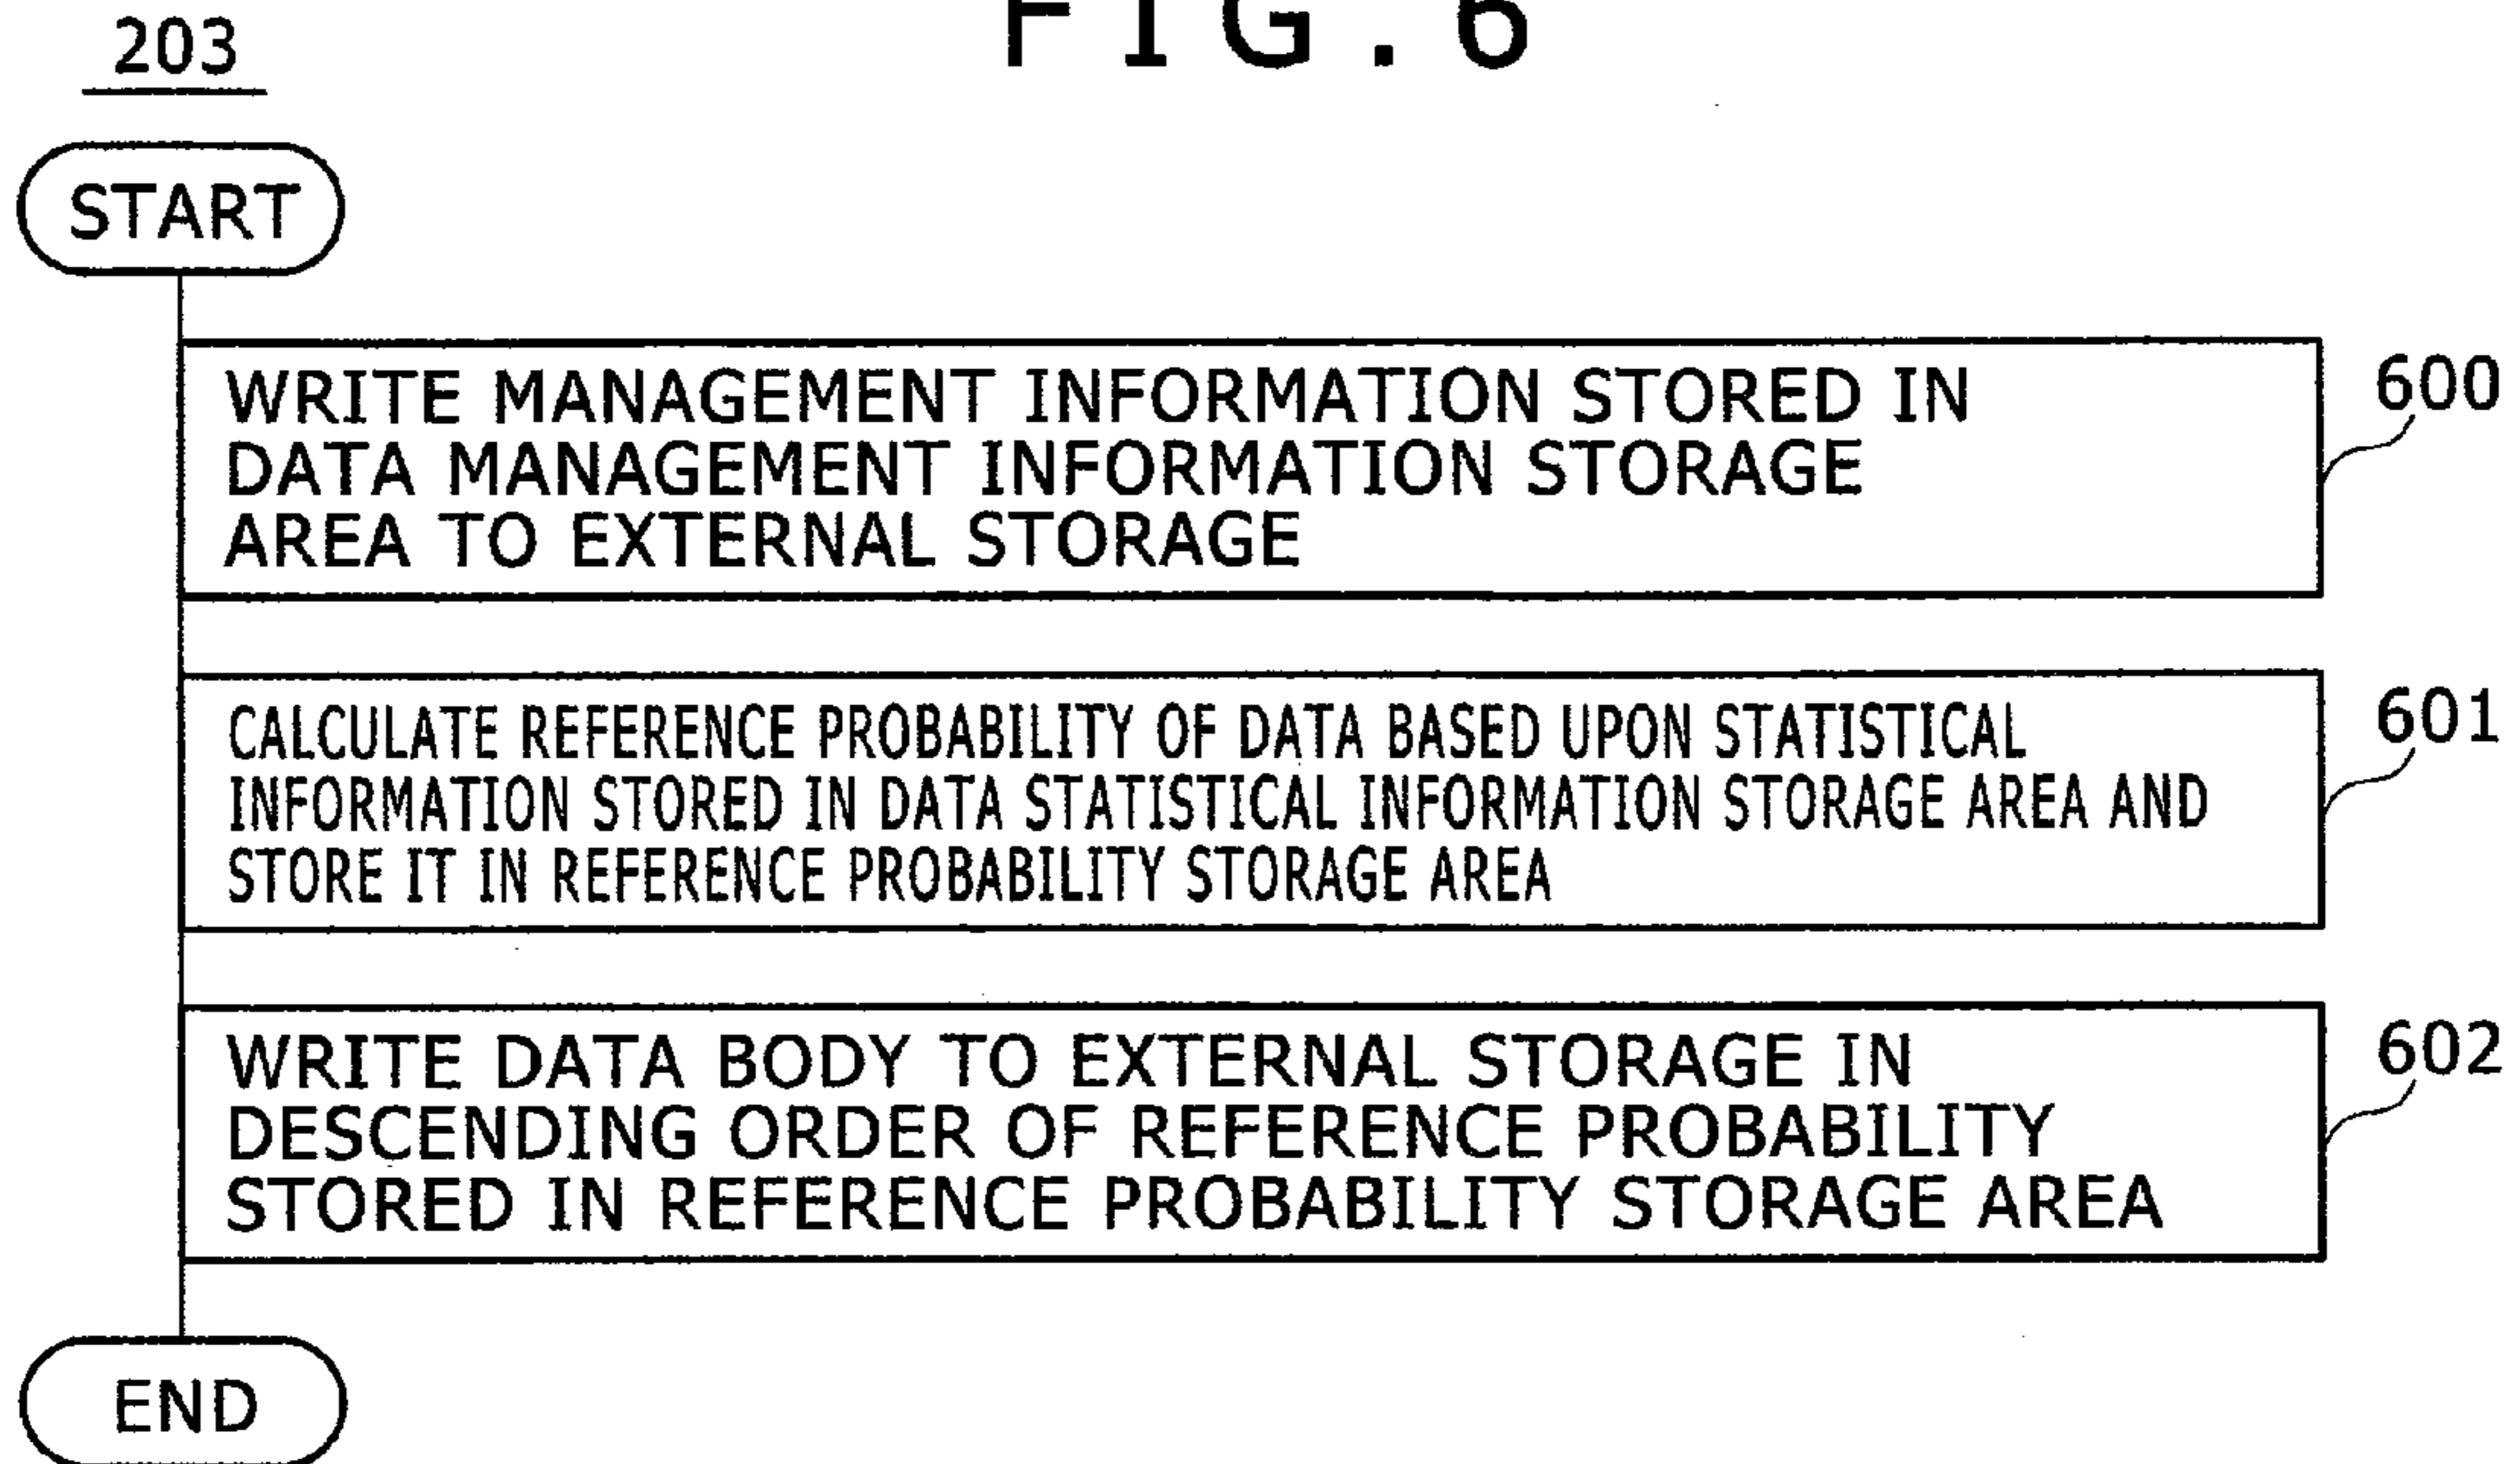 FIG.6
203
START
WRITE MANAGEMENT INFORMATION STORED IN
DATA MANAGEMENT INFORMATION STORAGE
AREA TO EXTERNAL STORAGE
600
CALCULATE REFERENCE PROBABILITY OF DATA BASED UPON STATISTICAL
INFORMATION STORED IN DATA STATISTICAL INFORMATION STORAGE AREA AND
STORE IT IN REFERENCE PROBABILITY STORAGE AREA
601
WRITE DATA BODY TO EXTERNAL STORAGE IN
DESCENDING ORDER OF REFERENCE PROBABILITY
STORED IN REFERENCE PROBABILITY STORAGE AREA
602
END